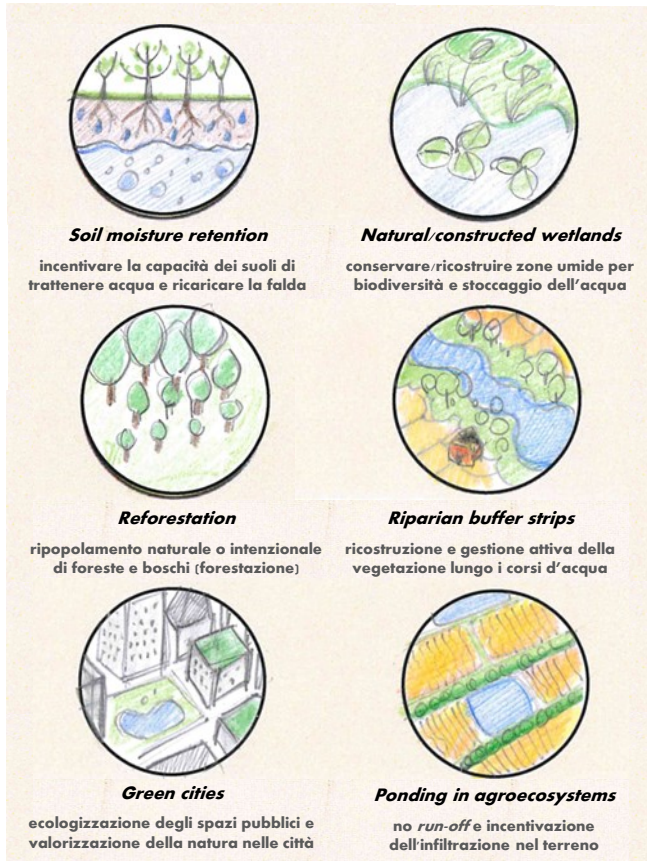 Soil moisture retention
incentivare la capacità dei suoli di
trattenere acqua e ricaricare la falda
Natural/constructed wetlands
conservare/ricostruire zone umide per
biodiversità e stoccaggio dell'acqua
Reforestation
ripopolamento naturale o intenzionale
di foreste e boschi (forestazione)
Riparian buffer strips
ricostruzione e gestione attiva della
vegetazione lungo i corsi d'acqua
Green cities
ecologizzazione degli spazi pubblici e
valorizzazione della natura nelle città
Ponding in agroecosystems
no run-off e incentivazione
dell'infiltrazione nel terreno